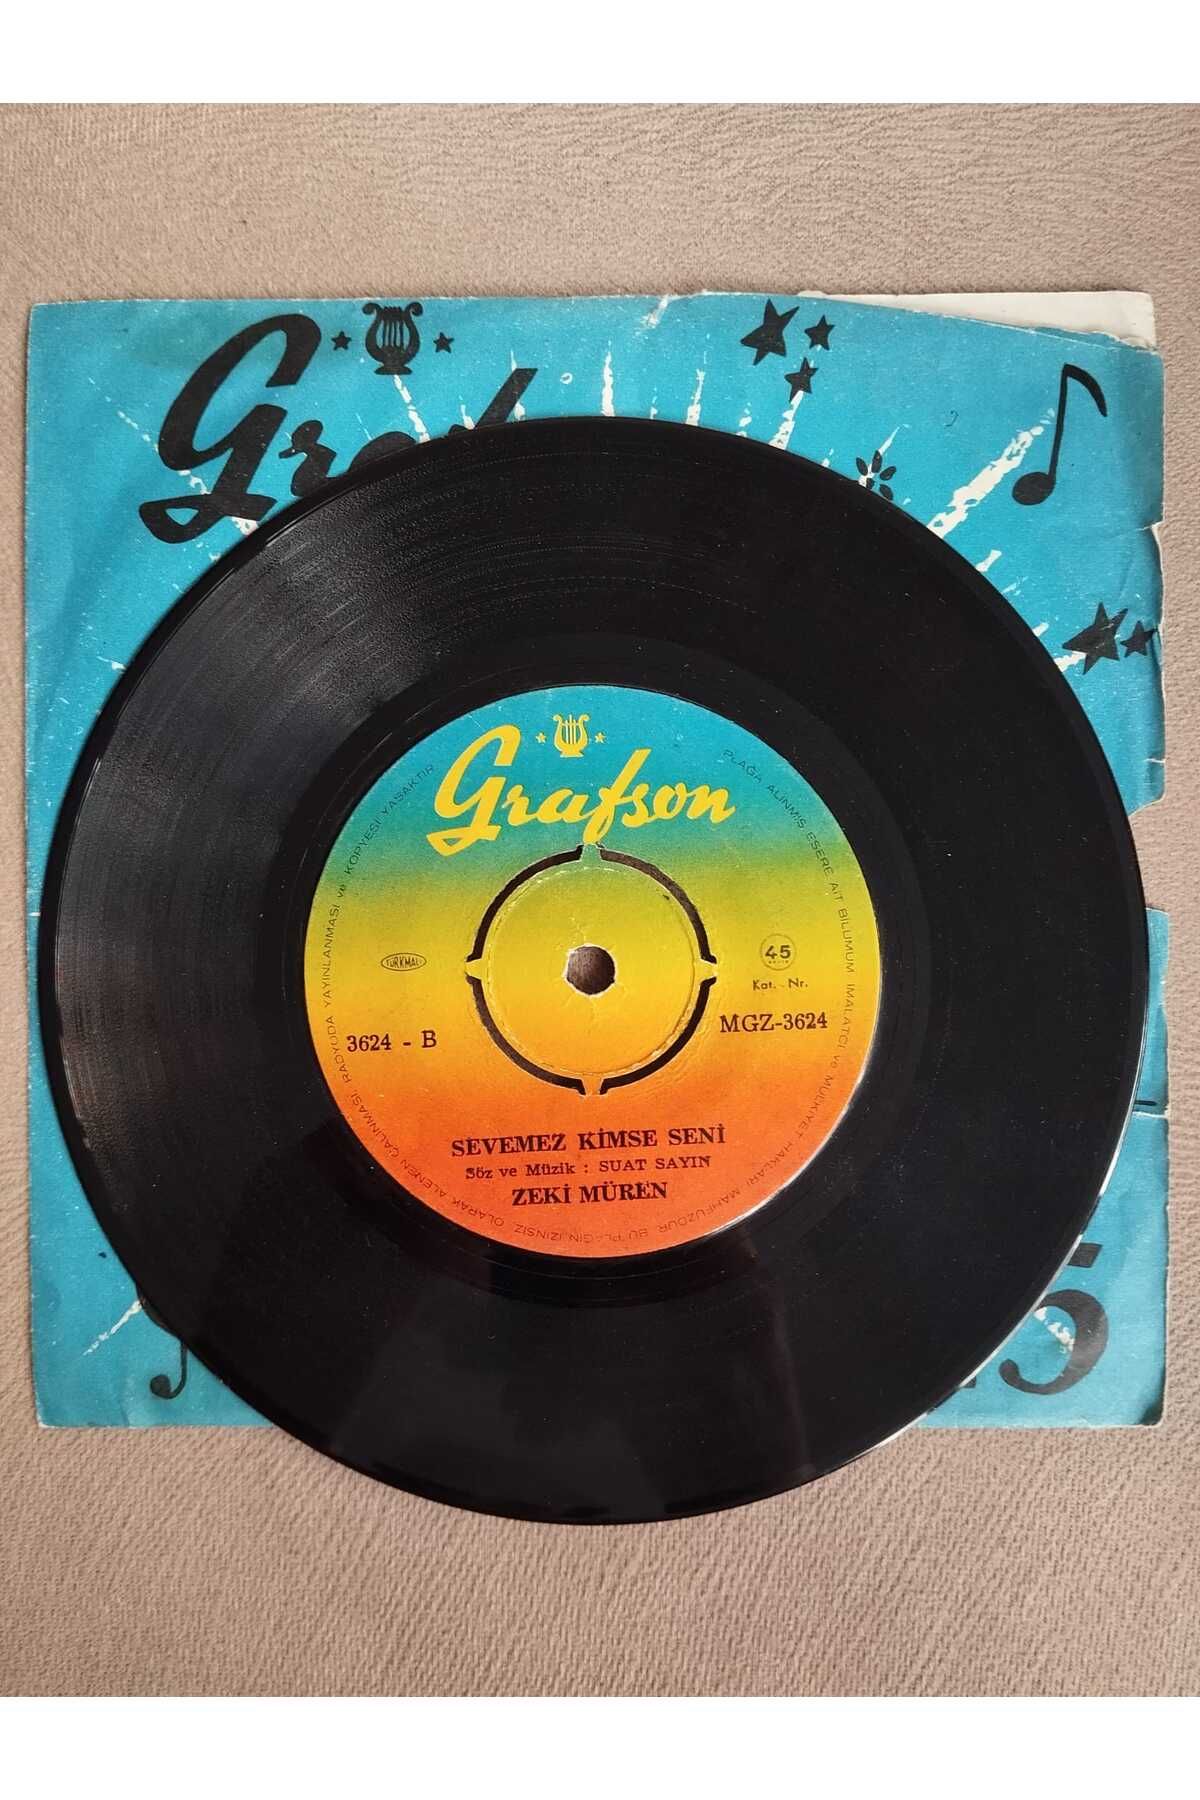 Grafson
PLAĞA ALINMIŞ ESERE AİT BİLUMUM İMALATÇI ve MÜLKİYET HAKLARI MAHFUZDUR. BU PLAĞIN İZİNSİZ OLARAK ALENEN ÇALINMASI, RADYODA YAYINLANMASI ve KOPYESİ YASAKTIR
TÜRKMALI
45
Kat. Nr.
3624 - B
MGZ-3624
SEVEMEZ KİMSE SENİ
Söz ve Müzik : SUAT SAYIN
ZEKİ MÜREN